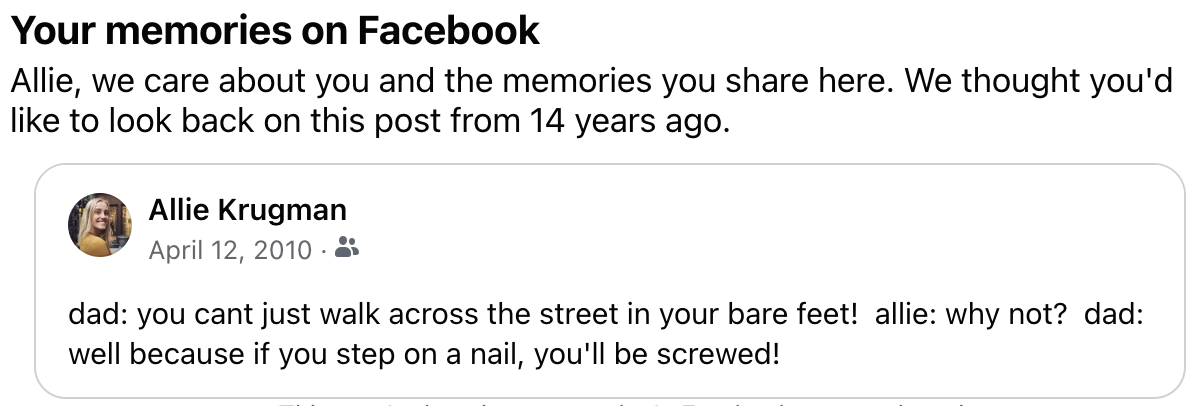 Your memories on Facebook
Allie, we care about you and the memories you share here. We thought you'd
like to look back on this post from 14 years ago.
Allie Krugman
April 12, 2010 ·
dad: you cant just walk across the street in your bare feet!  allie: why not?  dad:
well because if you step on a nail, you'll be screwed!